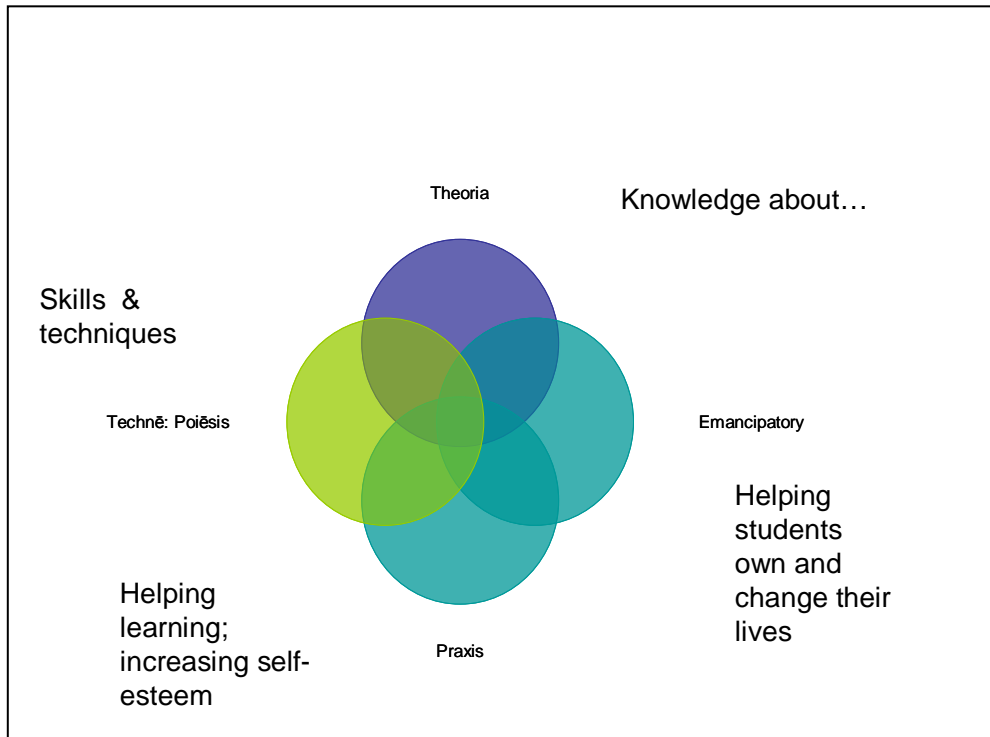 Theoria
Knowledge about…
Skills &
techniques
Technē: Poiēsis
Emancipatory
Helping
students
own and
change their
lives
Helping
learning;
increasing self-
esteem
Praxis